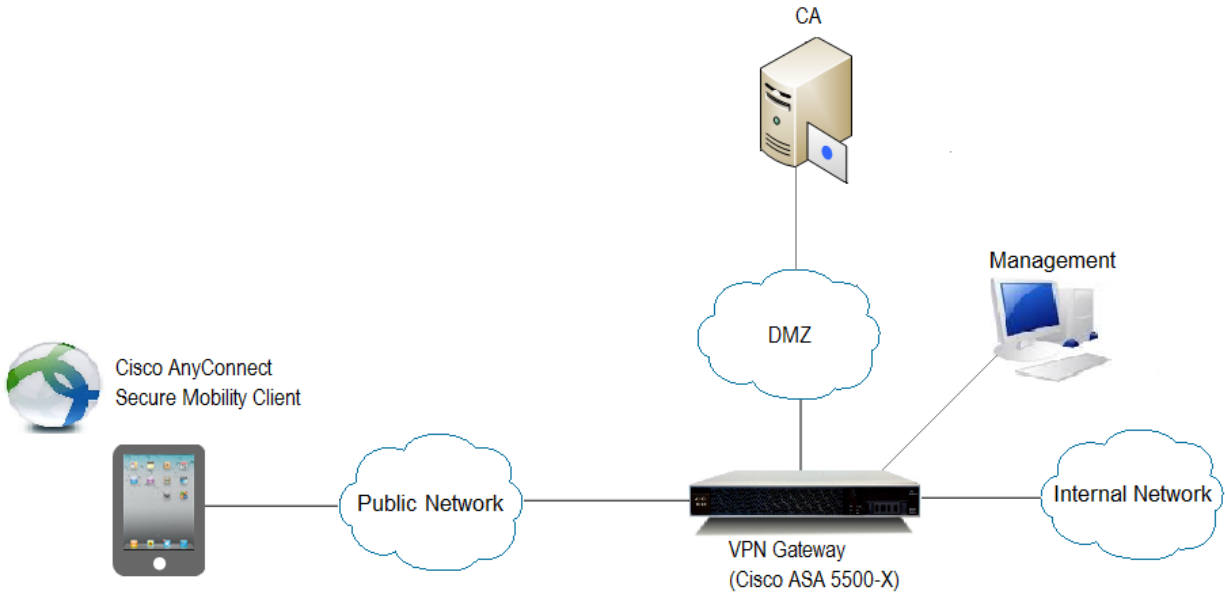 CA
Management
DMZ
Cisco AnyConnect
Secure Mobility Client
Public Network
Internal Network
VPN Gateway
(Cisco ASA 5500-X)